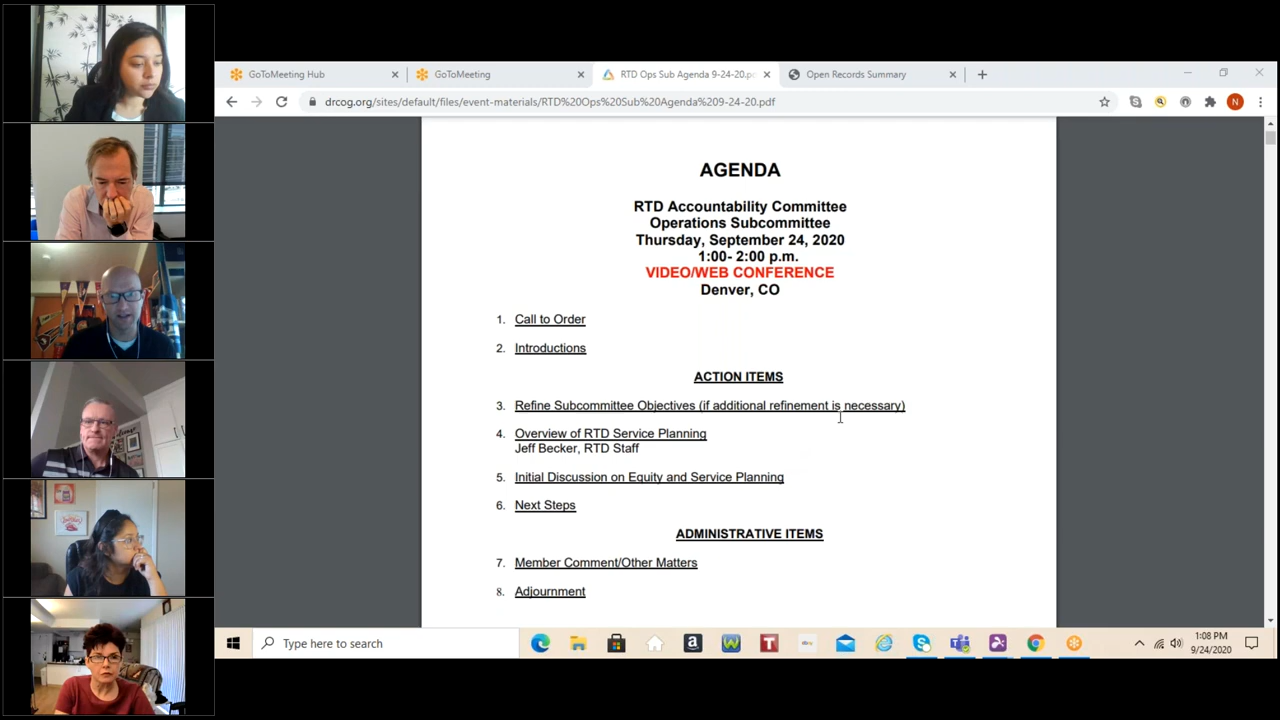 GoToMeeting Hub
GoToMeeting
RTD Ops Sub Agenda 9-24-20.p
Open Records Summary
drcog.org/sites/default/files/event-materials/RTD%20Ops%20Sub%20Agenda%209-24-20.pdf
N
AGENDA
RTD Accountability Committee
Operations Subcommittee
Thursday, September 24, 2020
1:00- 2:00 p.m.
VIDEO/WEB CONFERENCE
Denver, CO
1. Call to Order
2. Introductions
ACTION ITEMS
3. Refine Subcommittee Objectives (if additional refinement is necessary)
4. Overview of RTD Service Planning
Jeff Becker, RTD Staff
5. Initial Discussion on Equity and Service Planning
6. Next Steps
ADMINISTRATIVE ITEMS
7. Member Comment/Other Matters
8. Adjournment
Type here to search
1:08 PM
9/24/2020